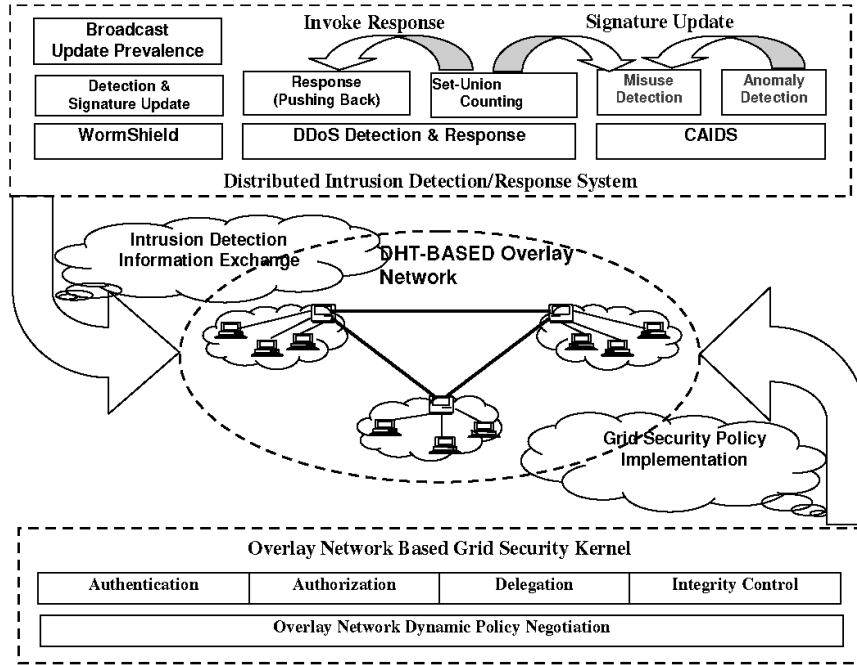 Broadcast
Update Prevalence
Invoke Response
Signature Update
Detection &
Signature Update
Response
(Pushing Back)
Set-Union
Counting
Misuse
Detection
Anomaly
Detection
WormShield
DDoS Detection & Response
CAIDS
Distributed Intrusion Detection/Response System
Intrusion Detection
Information Exchange
DHT-BASED Overlay
Network
Grid Security Policy
Implementation
Overlay Network Based Grid Security Kernel
Authentication
Authorization
Delegation
Integrity Control
Overlay Network Dynamic Policy Negotiation